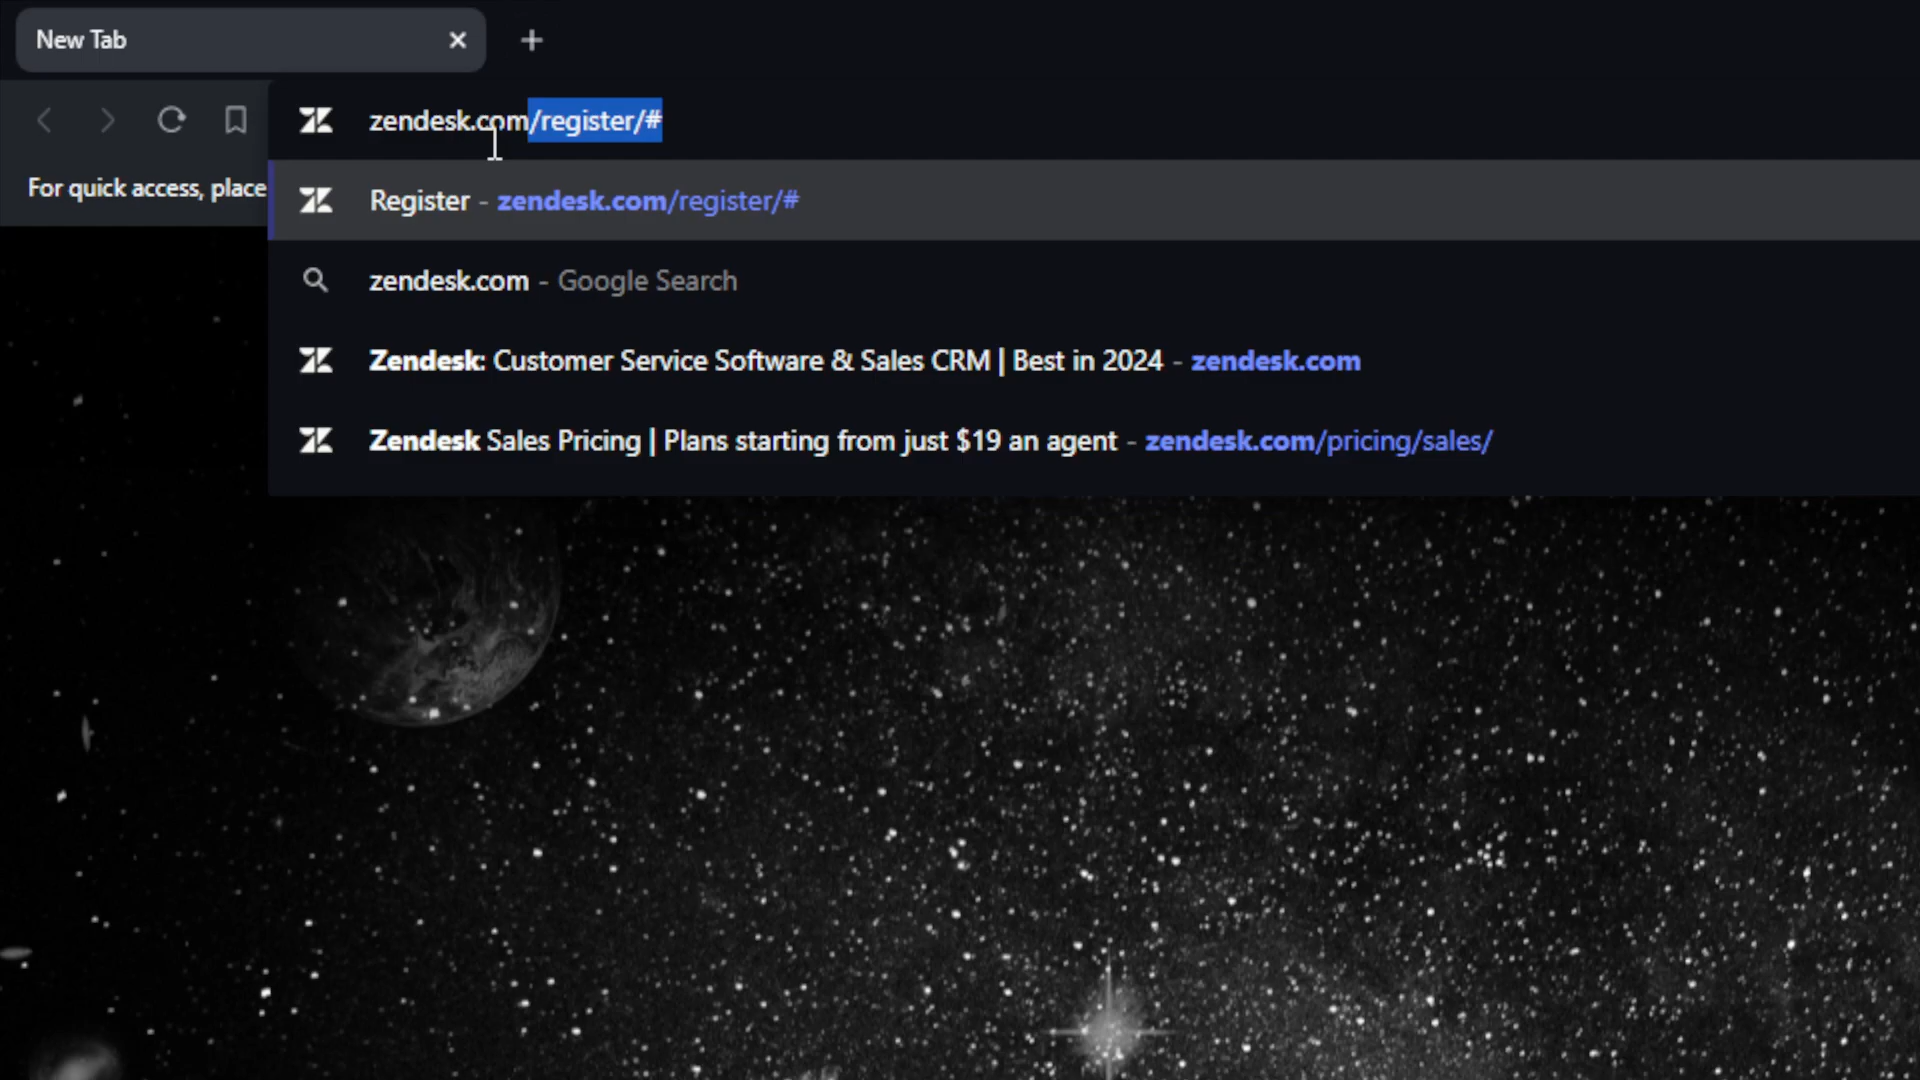 New Tab
zendesk.com/register/#
For quick access, place
Register - zendesk.com/register/#
zendesk.com - Google Search
Zendesk: Customer Service Software & Sales CRM | Best in 2024 - zendesk.com
Zendesk Sales Pricing | Plans starting from just $19 an agent - zendesk.com/pricing/sales/